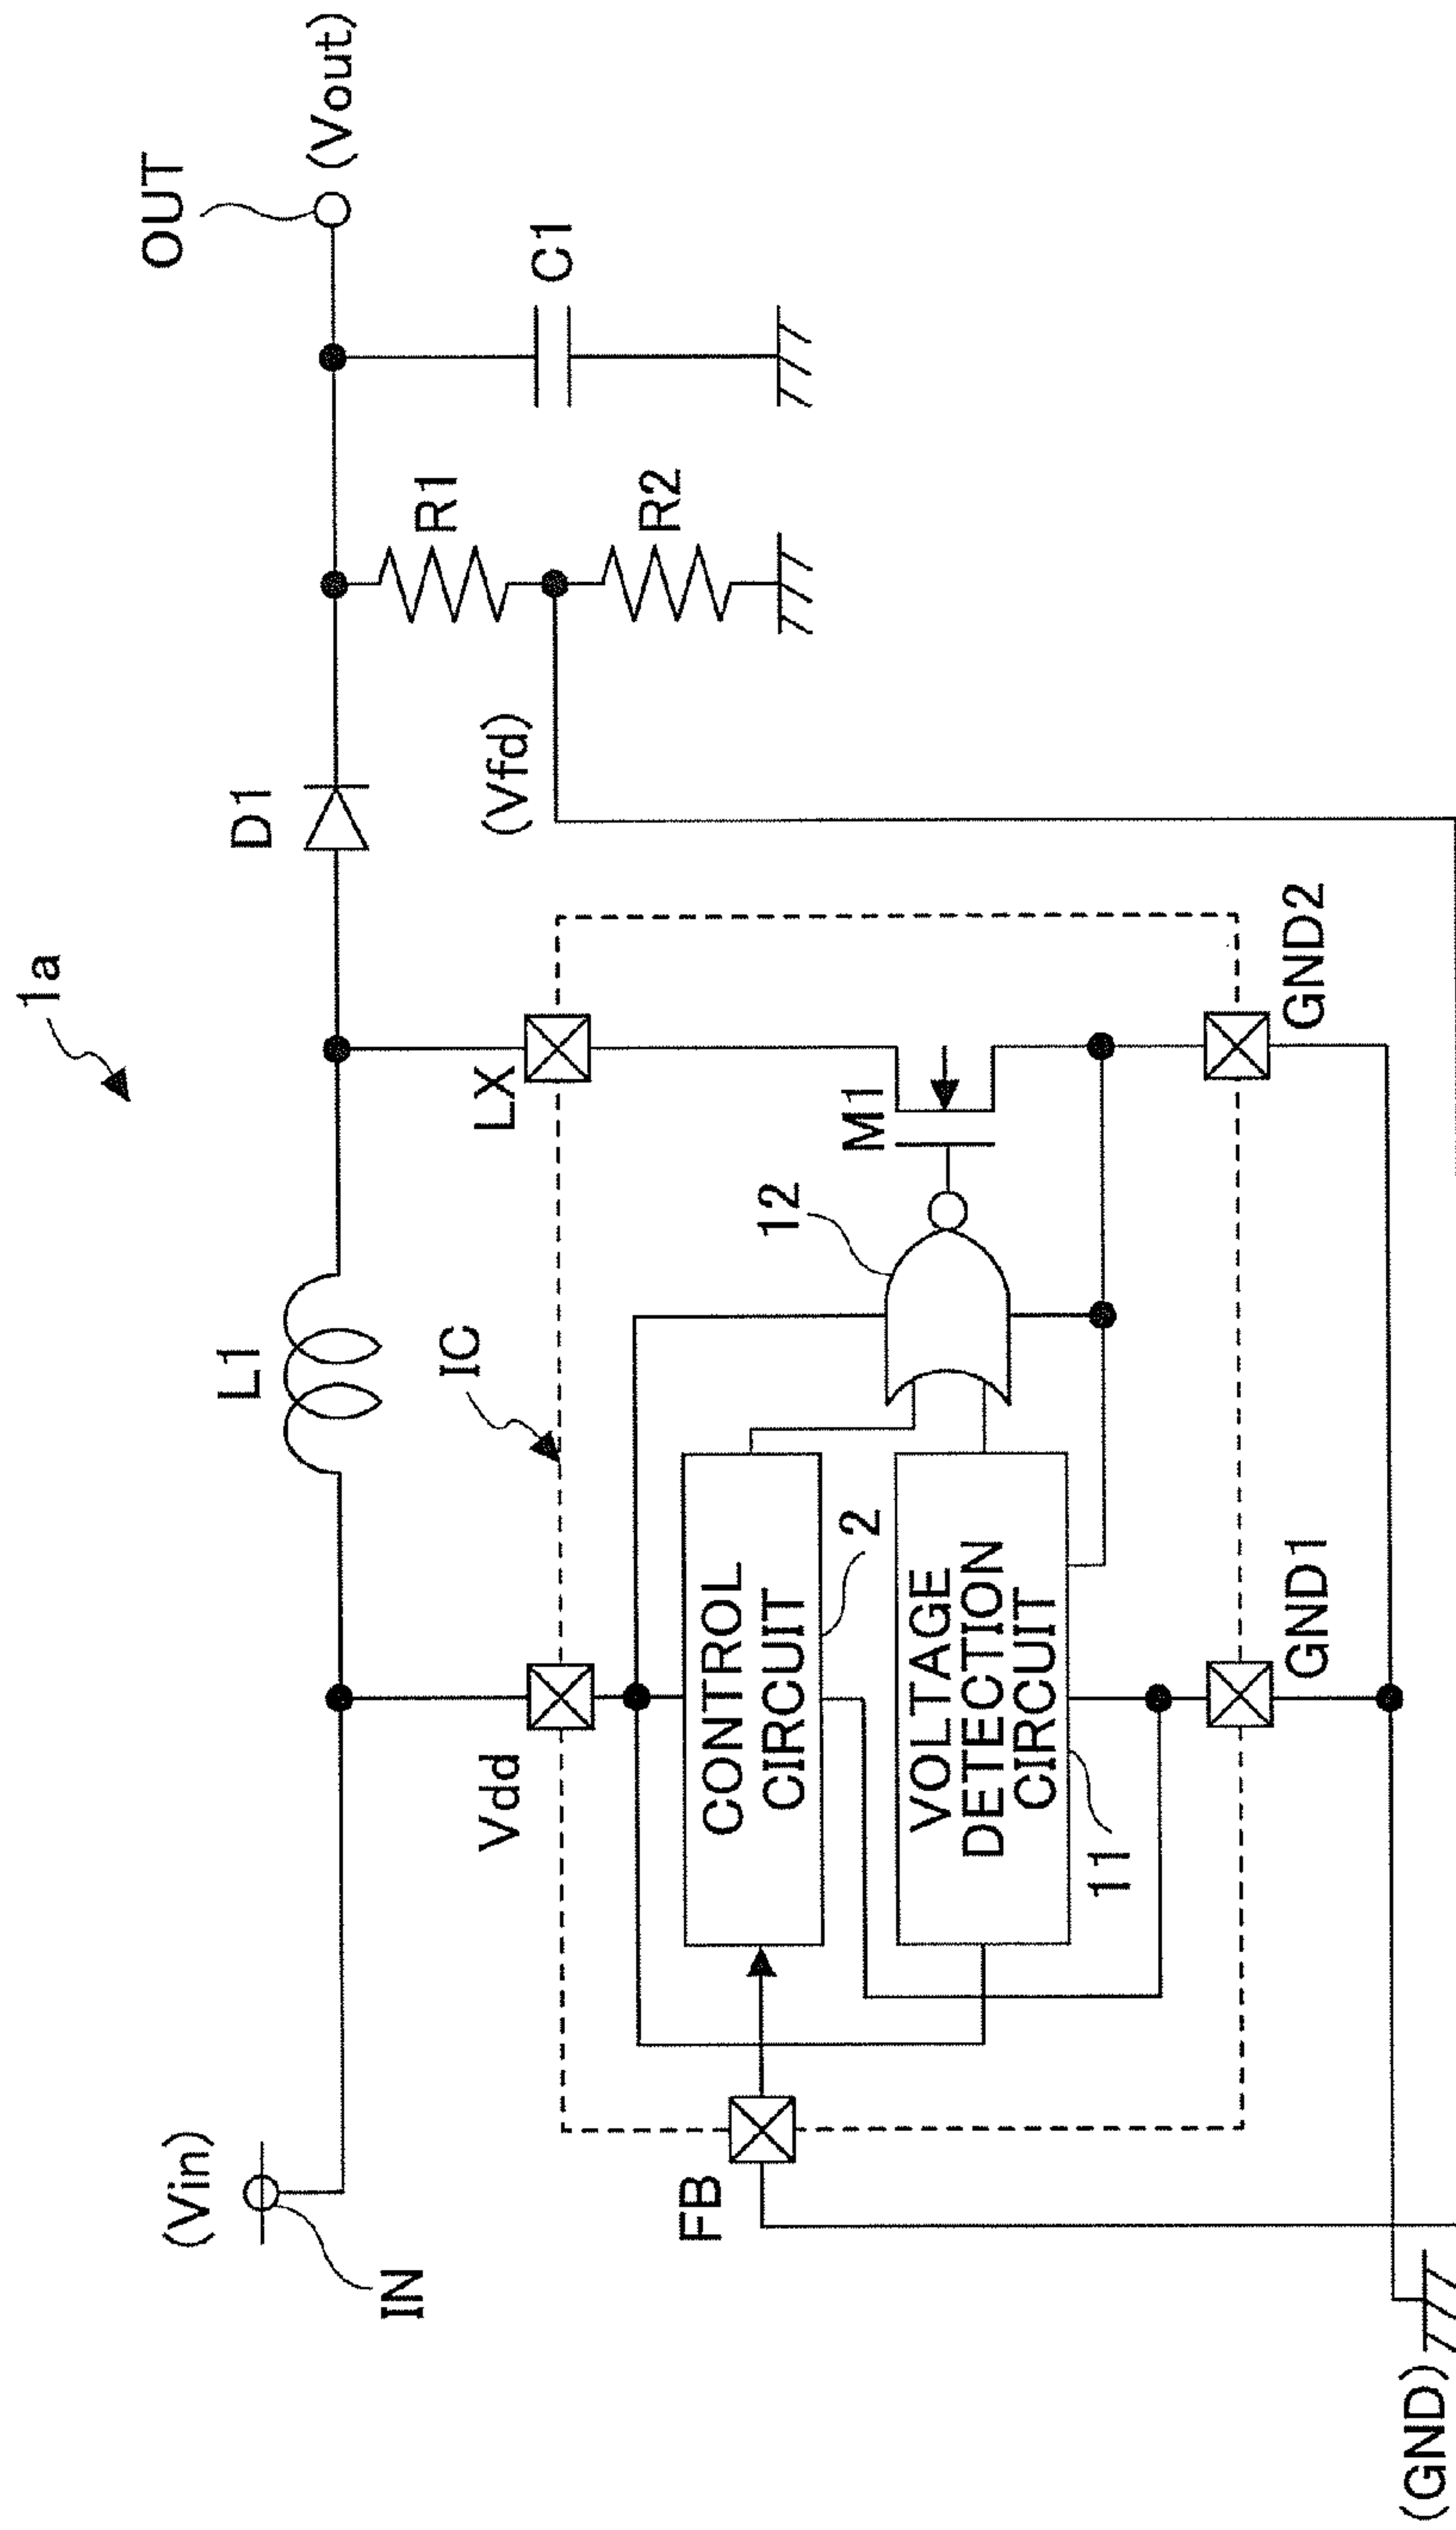 1a
(Vin)
IN
L1
D1
OUT
(Vout)
Vdd
IC
LX
(Vfd)
R1
R2
C1
FB
CONTROL
CIRCUIT
2
12
M1
VOLTAGE
DETECTION
CIRCUIT
11
GND1
GND2
(GND)